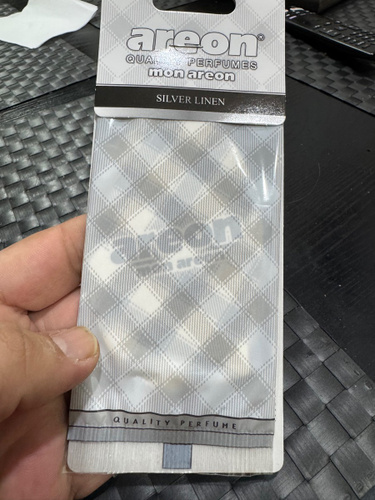 areon®
QUALITY PERFUMES
mon areon
SILVER LINEN
areon
mon areon
QUALITY PERFUME